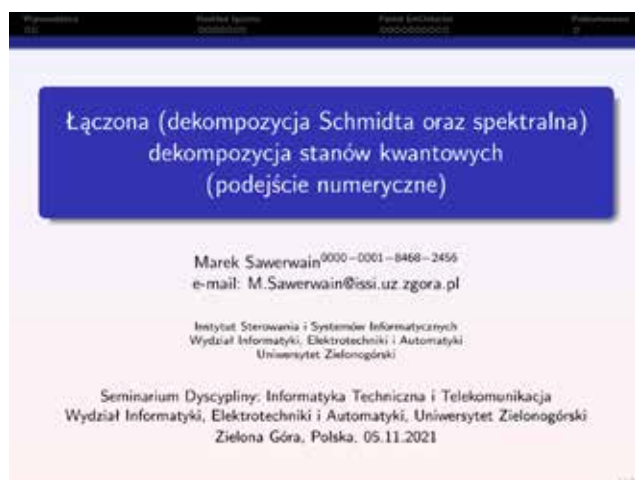 Łączona (dekompozycja Schmidta oraz spektralna)
dekompozycja stanów kwantowych
(podejście numeryczne)
Marek Sawerwain0000-0001-8468-2456
e-mail: M.Sawerwain@issi.uz.zgora.pl
Instytut Sterowania i Systemów Informatycznych
Wydział Informatyki, Elektrotechniki i Automatyki
Uniwersytet Zielonogórski
Seminarium Dyscypliny: Informatyka Techniczna i Telekomunikacja
Wydział Informatyki, Elektrotechniki i Automatyki, Uniwersytet Zielonogórski
Zielona Góra, Polska, 05.11.2021